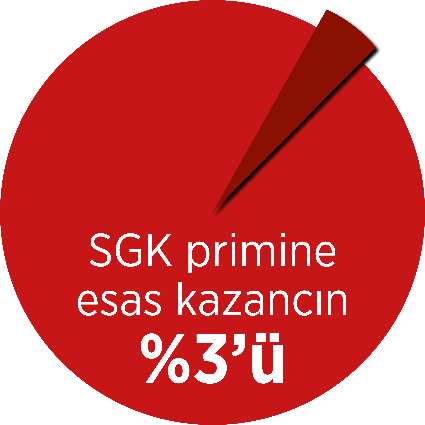 SGK primine
esas kazancın
%3’ü